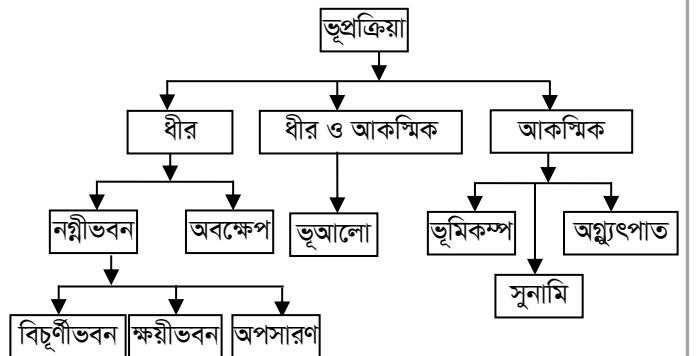 ভূপ্রক্রিয়া
ধীর
ধীর ও আকস্মিক
আকস্মিক
নগ্নীভবন
অবক্ষেপ
ভূআলো
ভূমিকম্প
অগ্ন্যুৎপাত
সুনামি
বিচূর্ণীভবন
ক্ষয়ীভবন
অপসারণ